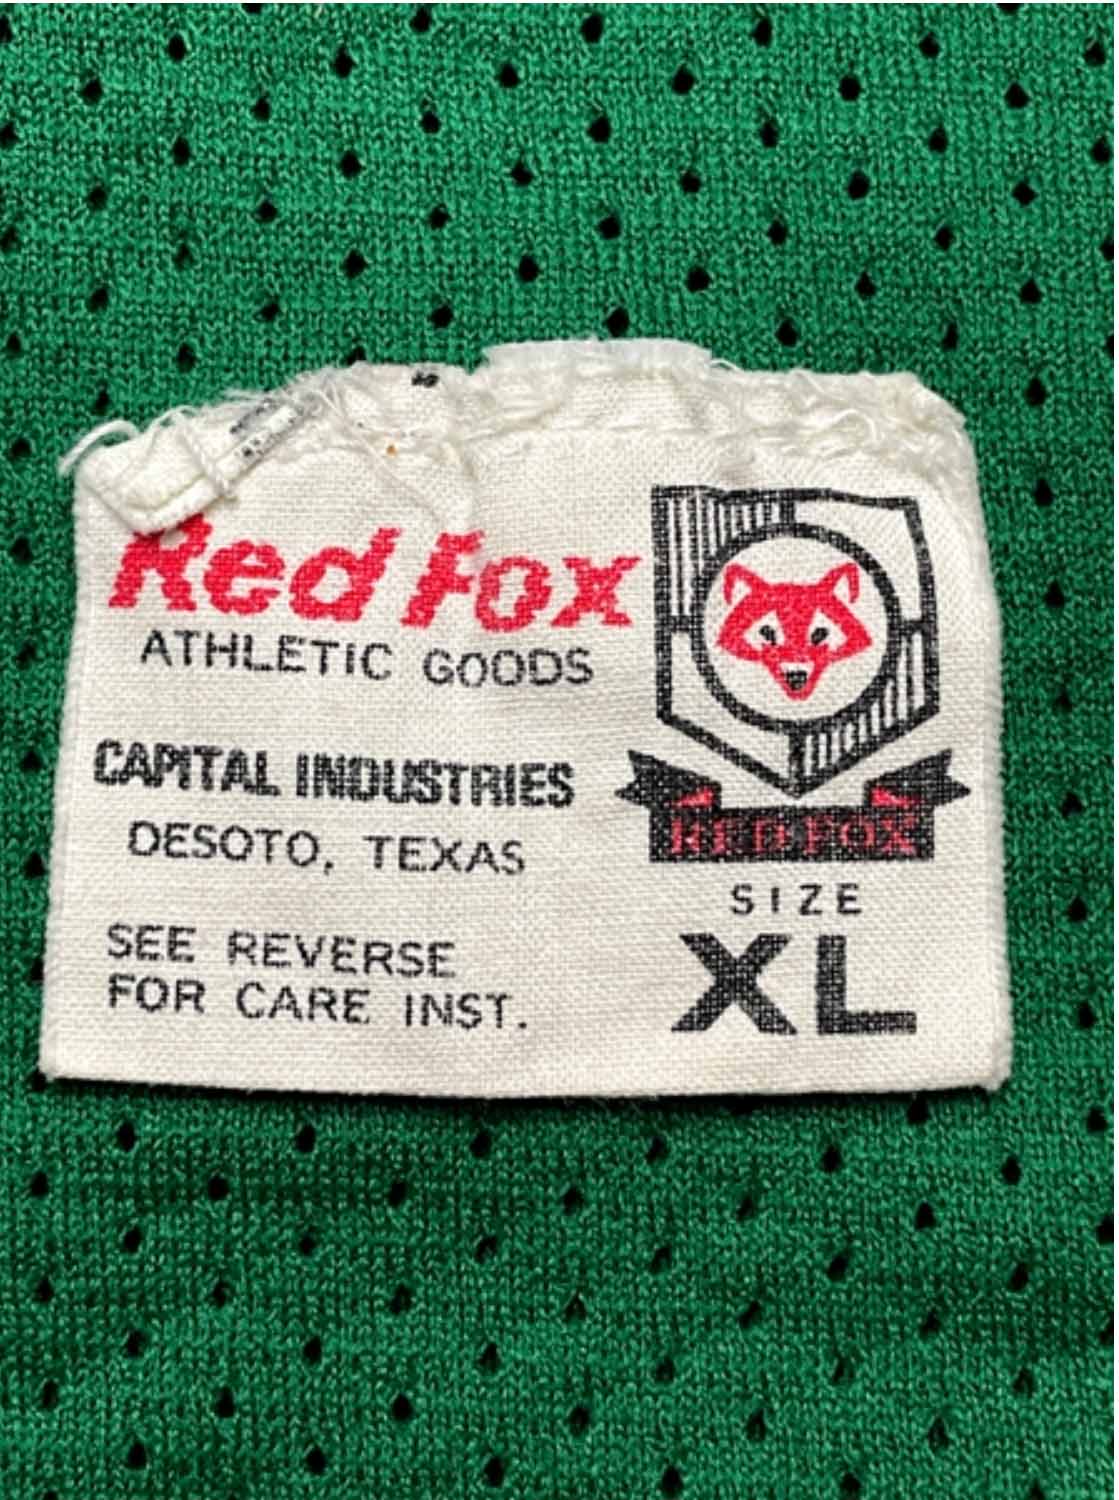 Red Fox
ATHLETIC GOODS
CAPITAL INDUSTRIES
DESOTO, TEXAS
SEE REVERSE
FOR CARE INST.
RED FOX
SIZE
XL